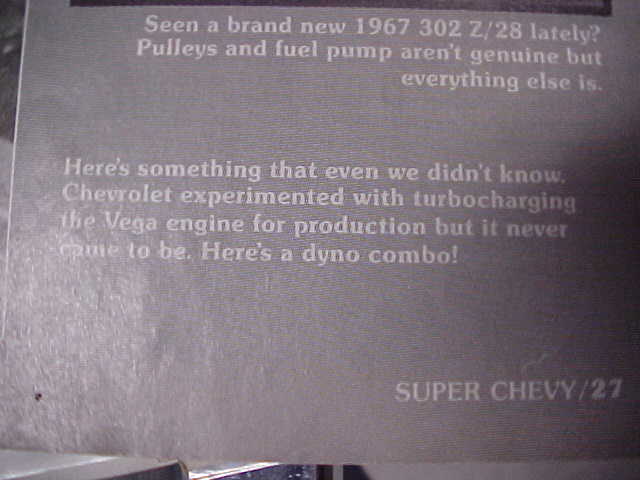 Seen a brand new 1967 302 Z/28 lately?
Pulleys and fuel pump aren't genuine but
everything else is.
Here's something that even we didn't know.
Chevrolet experimented with turbocharging
the Vega engine for production but it never
came to be. Here's a dyno combo!
SUPER CHEVY/27